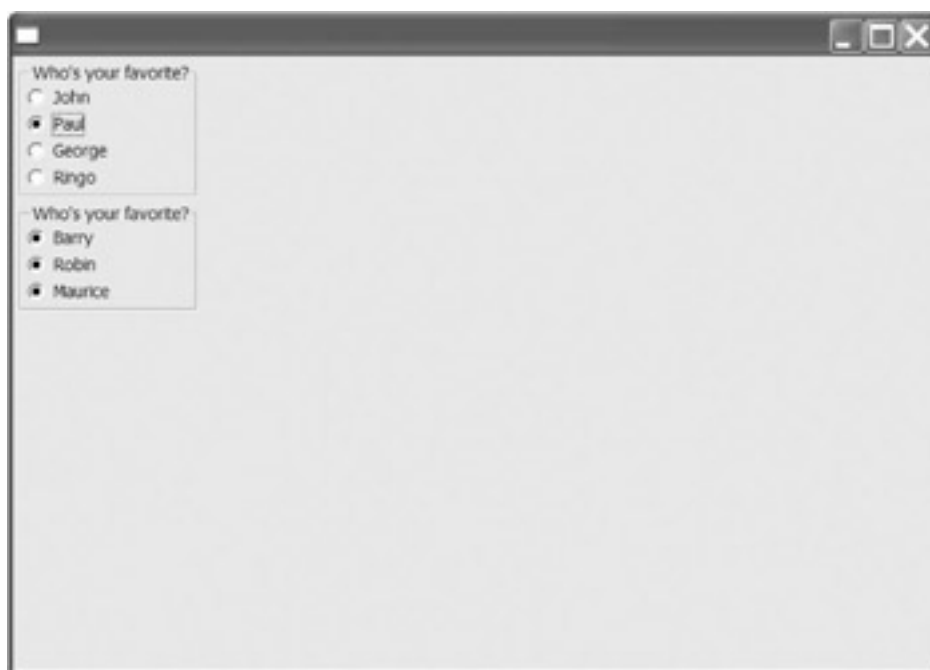 Who's your favorite?
John
Paul
George
Ringo
Who's your favorite?
Barry
Robin
Maurice